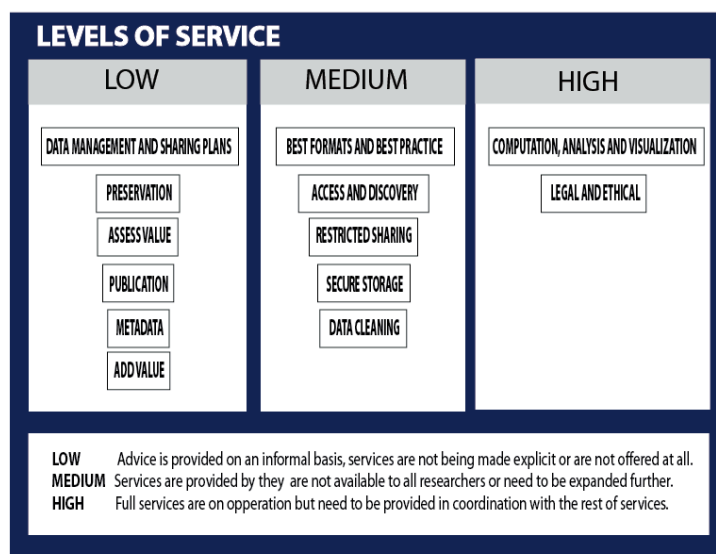 LEVELS OF SERVICE
LOW
DATA MANAGEMENT AND SHARING PLANS
PRESERVATION
ASSESS VALUE
PUBLICATION
METADATA
ADD VALUE
MEDIUM
BEST FORMATS AND BEST PRACTICE
ACCESS AND DISCOVERY
RESTRICTED SHARING
SECURE STORAGE
DATA CLEANING
HIGH
COMPUTATION, ANALYSIS AND VISUALIZATION
LEGAL AND ETHICAL
LOW Advice is provided on an informal basis, services are not being made explicit or are not offered at all.
MEDIUM Services are provided by they are not available to all researchers or need to be expanded further.
HIGH Full services are on opperation but need to be provided in coordination with the rest of services.